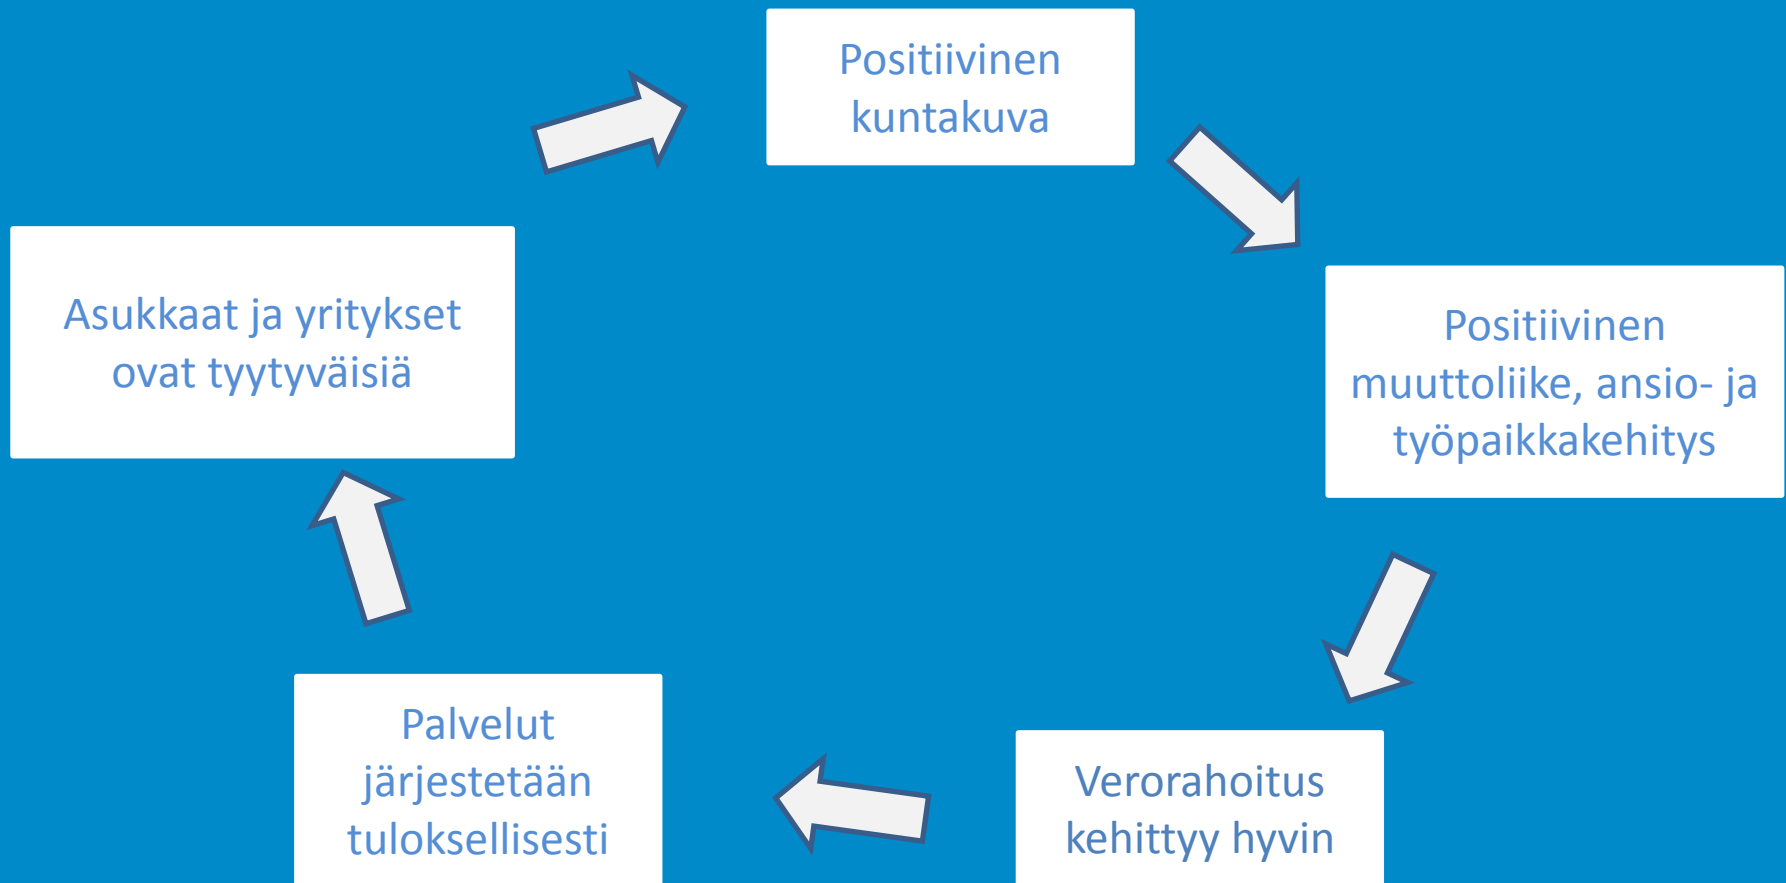 Positiivinen
kuntakuva
Positiivinen
muuttoliike, ansio- ja
työpaikkakehitys
Verorahoitus
kehittyy hyvin
Palvelut
järjestetään
tuloksellisesti
Asukkaat ja yritykset
ovat tyytyväisiä